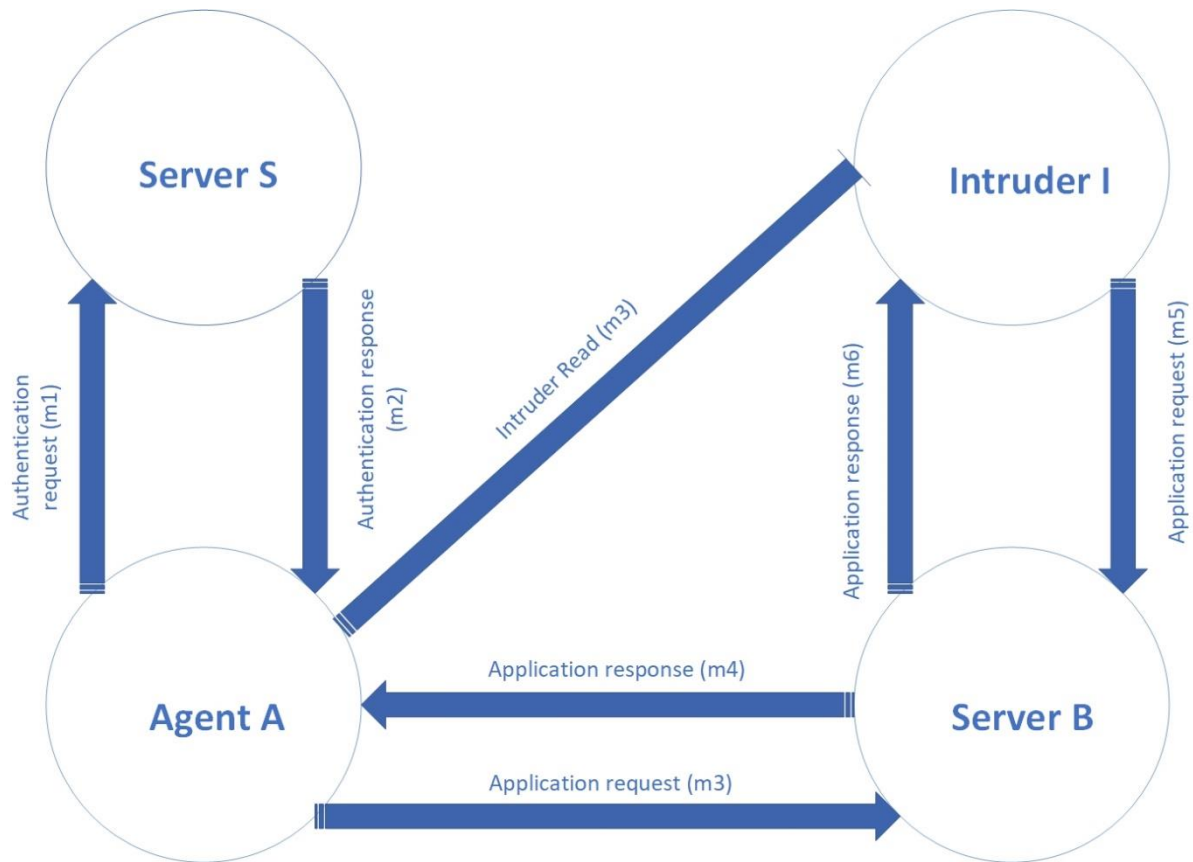 Server S
Intruder I
Authentication
request (m1)
Authentication response
(m2)
Intruder Read (m3)
Application response (m6)
Application request (m5)
Agent A
Application response (m4)
Server B
Application request (m3)